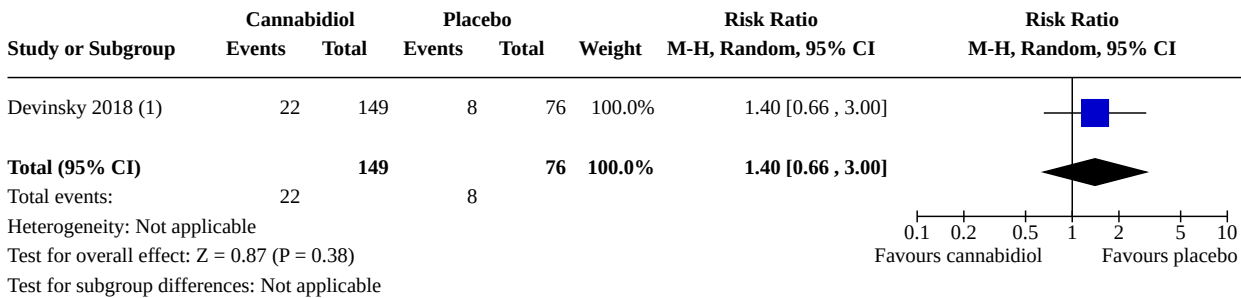 Cannabidiol Placebo Risk Ratio Risk Ratio
Study or Subgroup Events Total Events Total Weight M-H, Random, 95% CI M-H, Random, 95% CI
Devinsky 2018 (1) 22 149 8 76 100.0% 1.40 [0.66 , 3.00]
Total (95% CI) 149 76 100.0% 1.40 [0.66 , 3.00]
Total events: 22 8
Heterogeneity: Not applicable
0.1 0.2 0.5 1 2 5 10
Test for overall effect: Z = 0.87 (P = 0.38) Favours cannabidiol Favours placebo
Test for subgroup differences: Not applicable